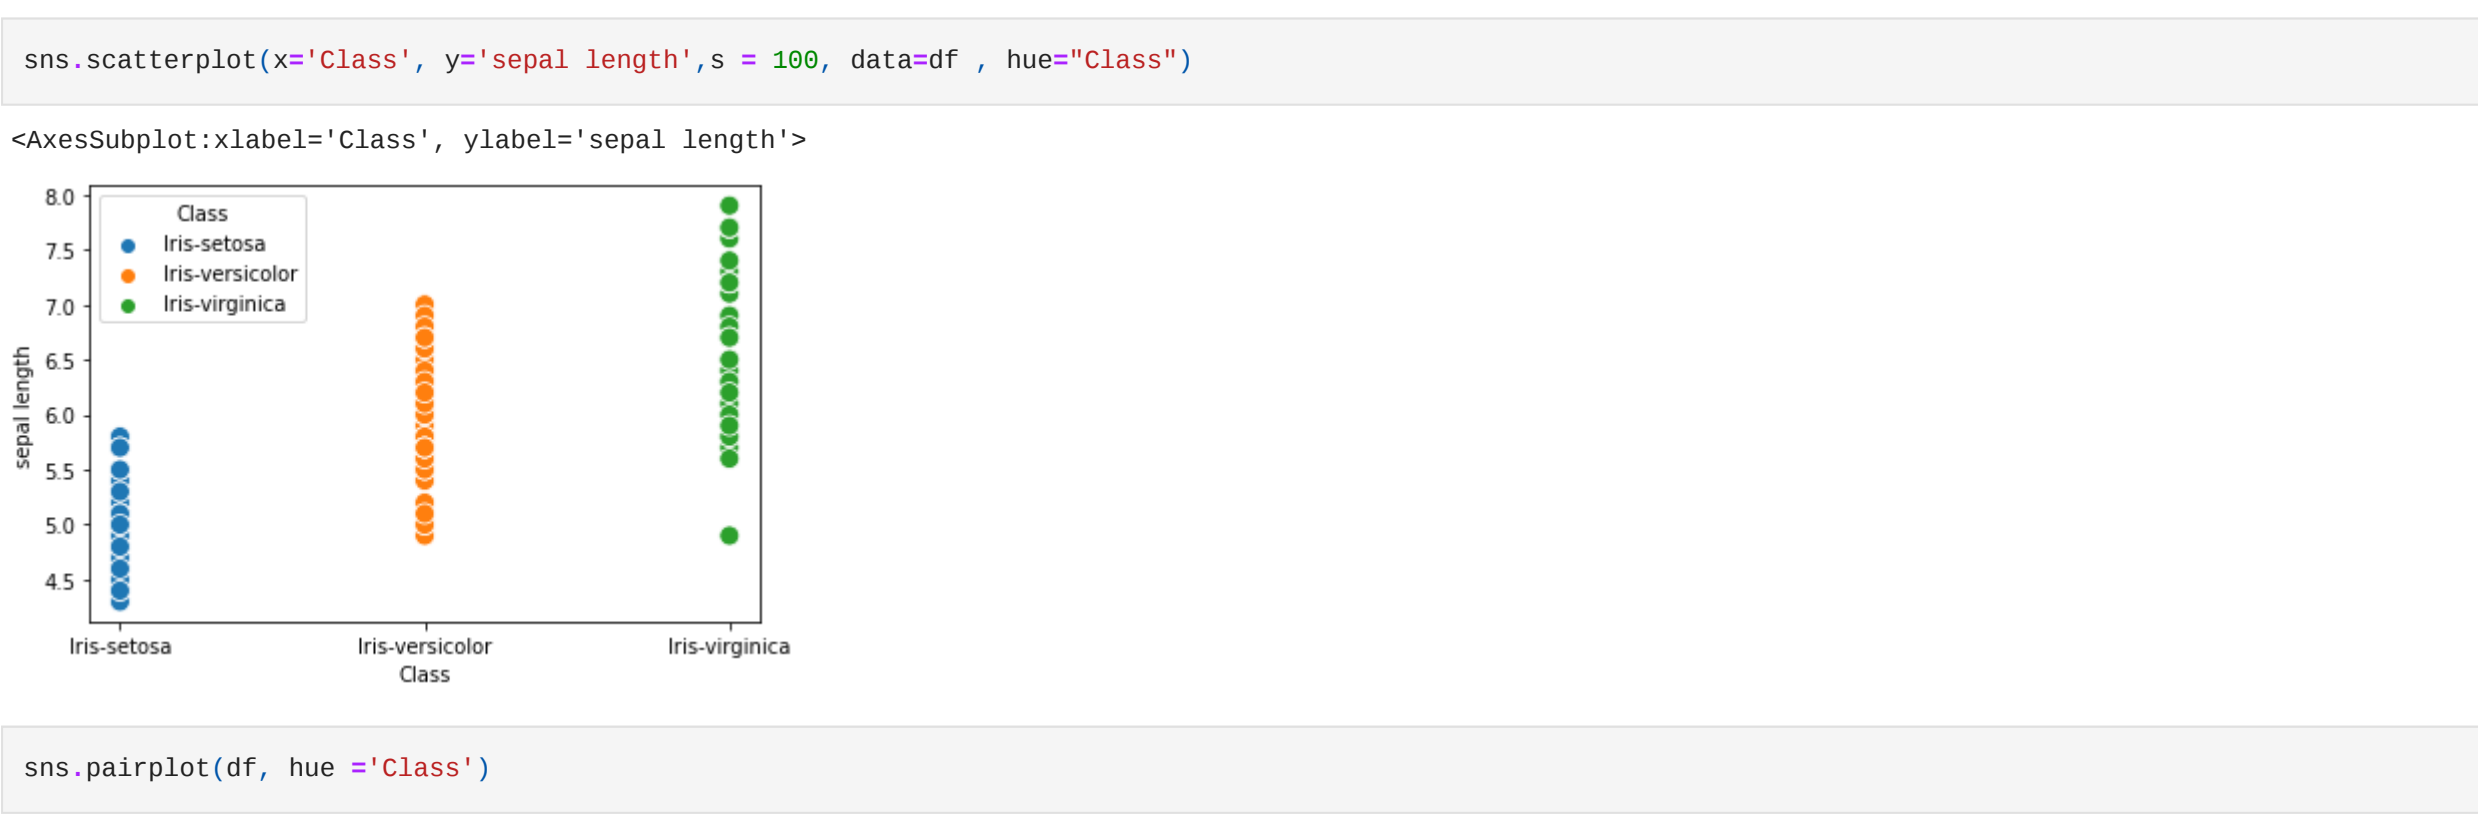 sns.scatterplot(x='Class', y='sepal length',s = 100, data=df , hue="Class")
<AxesSubplot:xlabel='Class', ylabel='sepal length'>
8.0
7.5
7.0
6.5
6.0
5.5
5.0
4.5
sepal length
Class
Iris-setosa
Iris-versicolor
Iris-virginica
Iris-setosa Iris-versicolor Iris-virginica
Class
sns.pairplot(df, hue ='Class')